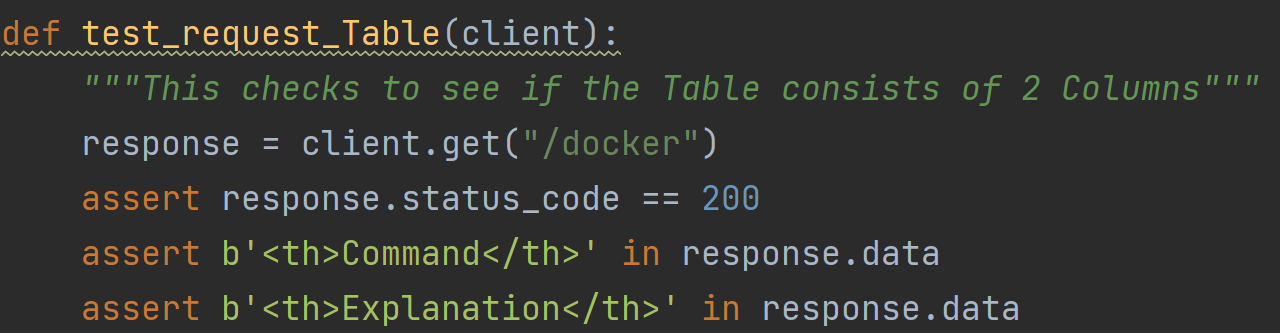 def test_request_Table(client):
    """This checks to see if the Table consists of 2 Columns"""
    response = client.get("/docker")
    assert response.status_code == 200
    assert b'<th>Command</th>' in response.data
    assert b'<th>Explanation</th>' in response.data